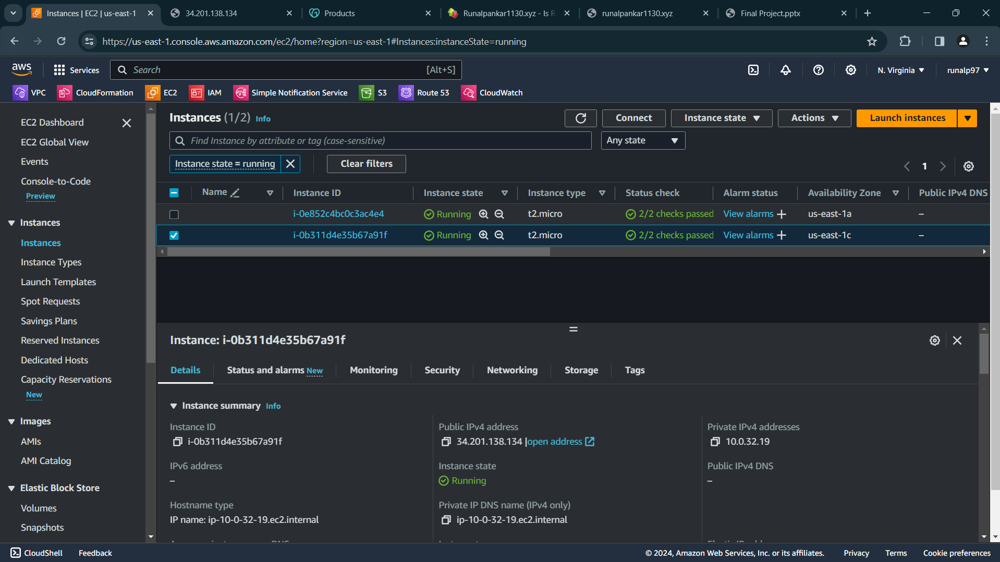 Instances | EC2 | us-east-1
34.201.138.134
Products
Runalpankar1130.xyz - Is R
runalpankar1130.xyz
Final Project.pptx
https://us-east-1.console.aws.amazon.com/ec2/home?region=us-east-1#Instances:instanceState=running
aws
Services
Search
[Alt+S]
N. Virginia
runalp97
VPC
CloudFormation
EC2
IAM
Simple Notification Service
S3
Route 53
CloudWatch
EC2 Dashboard
EC2 Global View
Events
Console-to-Code
Preview
Instances
Instances
Instance Types
Launch Templates
Spot Requests
Savings Plans
Reserved Instances
Dedicated Hosts
Capacity Reservations
New
Images
AMIs
AMI Catalog
Elastic Block Store
Volumes
Snapshots
Instances (1/2) Info
Connect
Instance state
Actions
Launch instances
Find Instance by attribute or tag (case-sensitive)
Any state
Instance state = running
Clear filters
1
Name Instance ID Instance state Instance type Status check Alarm status Availability Zone Public IPv4 DNS
i-0e852c4bc0c3ac4e4 Running t2.micro 2/2 checks passed View alarms + us-east-1a –
i-0b311d4e35b67a91f Running t2.micro 2/2 checks passed View alarms + us-east-1c –
Instance: i-0b311d4e35b67a91f
Details
Status and alarms New
Monitoring
Security
Networking
Storage
Tags
Instance summary Info
Instance ID
i-0b311d4e35b67a91f
Public IPv4 address
34.201.138.134 |open address
Private IPv4 addresses
10.0.32.19
IPv6 address
–
Instance state
Running
Public IPv4 DNS
–
Hostname type
IP name: ip-10-0-32-19.ec2.internal
Private IP DNS name (IPv4 only)
ip-10-0-32-19.ec2.internal
CloudShell
Feedback
© 2024, Amazon Web Services, Inc. or its affiliates.
Privacy
Terms
Cookie preferences